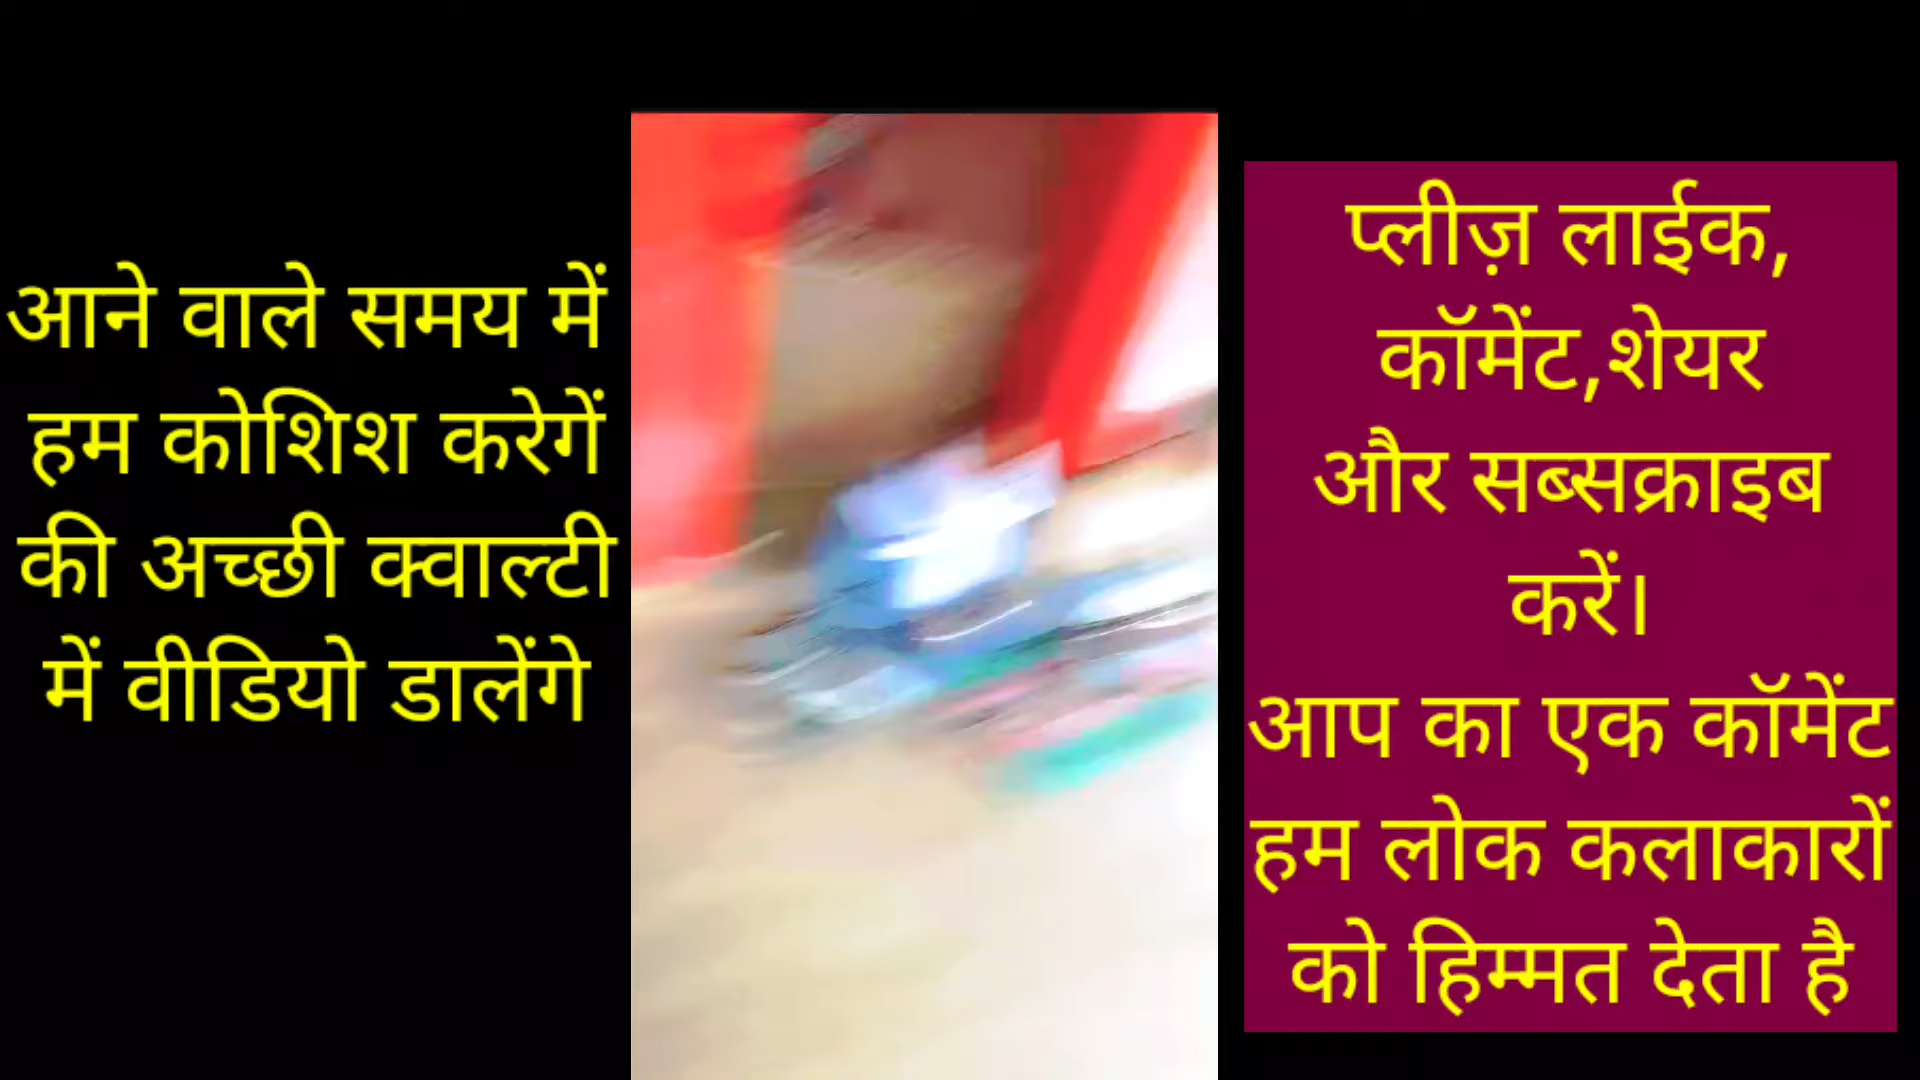 आने वाले समय में
हम कोशिश करेगें
की अच्छी क्वाल्टी
में वीडियो डालेंगे
प्लीज़ लाईक,
कॉमेंट,शेयर
और सब्सक्राइब
करें।
आप का एक कॉमेंट
हम लोक कलाकारों
को हिम्मत देता है